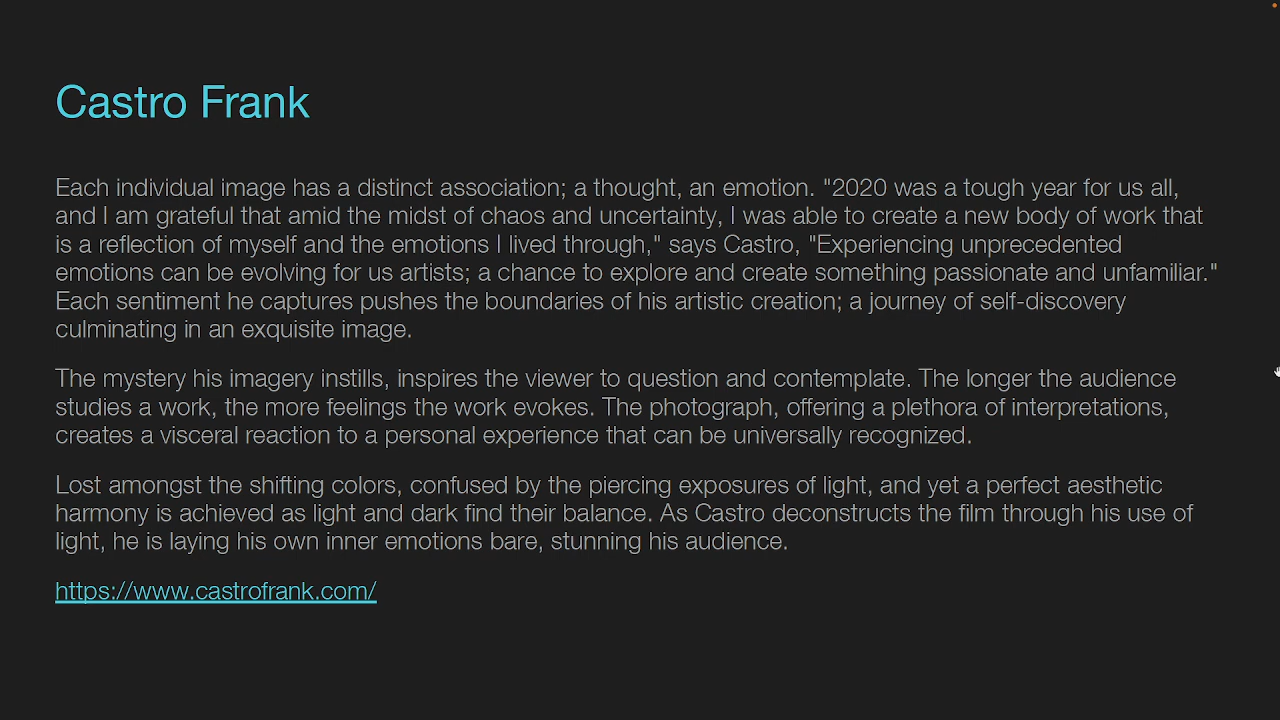 Castro Frank
Each individual image has a distinct association; a thought, an emotion. "2020 was a tough year for us all,
and I am grateful that amid the midst of chaos and uncertainty, I was able to create a new body of work that
is a reflection of myself and the emotions I lived through," says Castro, "Experiencing unprecedented
emotions can be evolving for us artists; a chance to explore and create something passionate and unfamiliar."
Each sentiment he captures pushes the boundaries of his artistic creation; a journey of self-discovery
culminating in an exquisite image.
The mystery his imagery instills, inspires the viewer to question and contemplate. The longer the audience
studies a work, the more feelings the work evokes. The photograph, offering a plethora of interpretations,
creates a visceral reaction to a personal experience that can be universally recognized.
Lost amongst the shifting colors, confused by the piercing exposures of light, and yet a perfect aesthetic
harmony is achieved as light and dark find their balance. As Castro deconstructs the film through his use of
light, he is laying his own inner emotions bare, stunning his audience.
https://www.castrofrank.com/